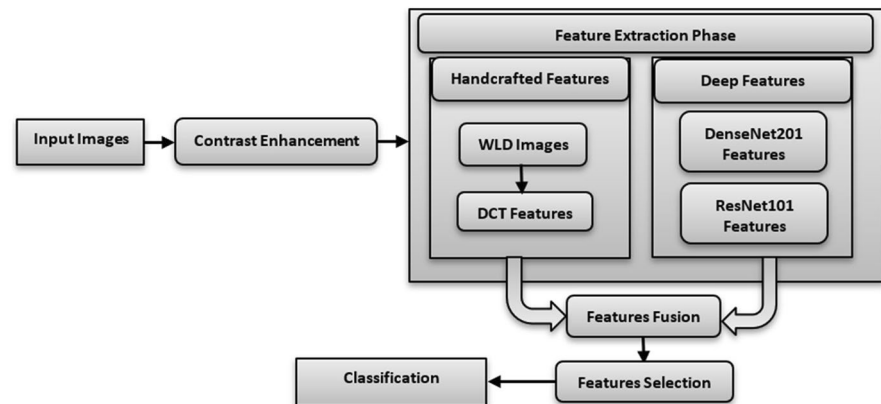 Feature Extraction Phase
Handcrafted Features
Deep Features
Input Images
Contrast Enhancement
WLD Images
DCT Features
DenseNet201
Features
ResNet101
Features
Features Fusion
Features Selection
Classification